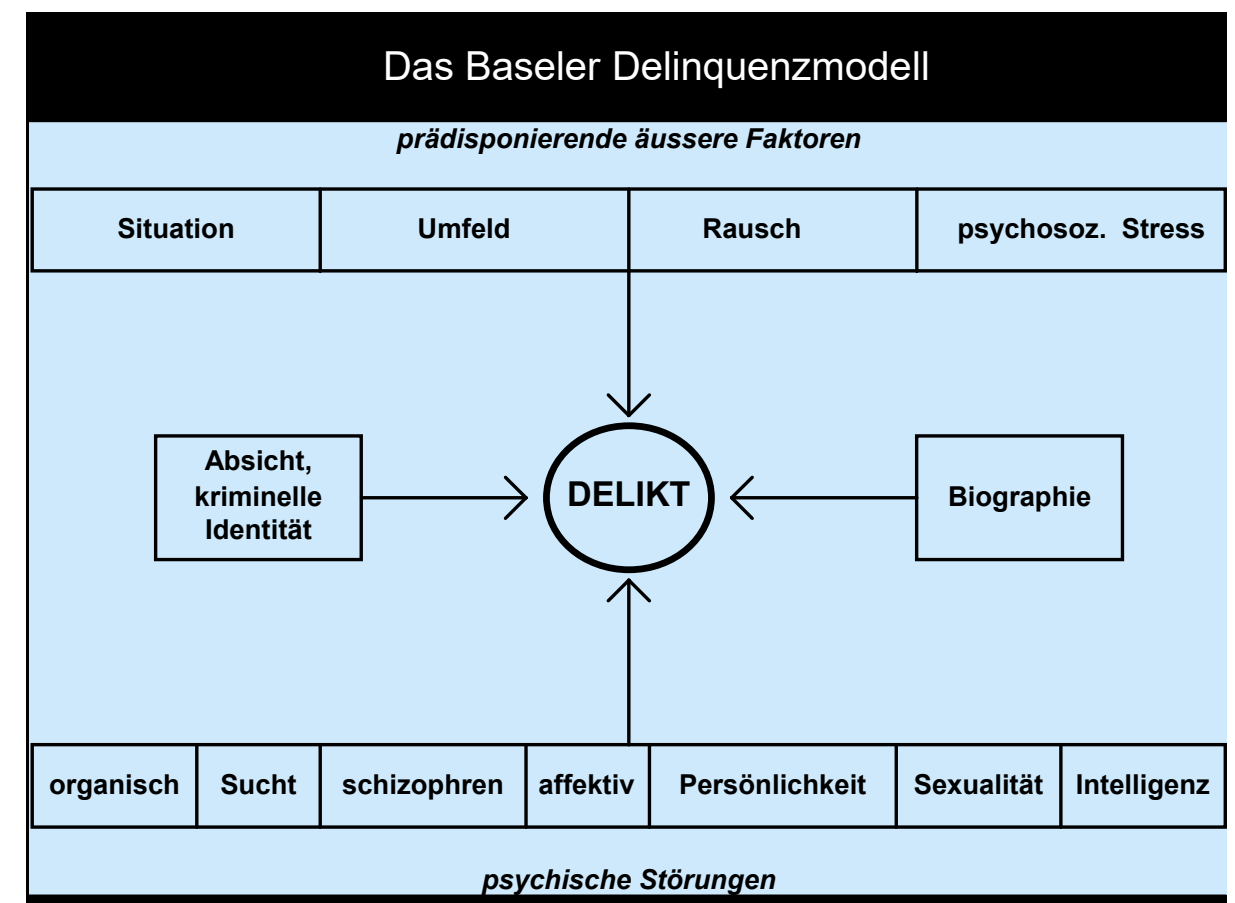 Das Baseler Delinquenzmodell
prädisponierende äussere Faktoren
Situation
Umfeld
Rausch
psychosoz. Stress
Absicht,
kriminelle
Identität
DELIKT
Biographie
organisch
Sucht
schizophren
affektiv
Persönlichkeit
Sexualität
Intelligenz
psychische Störungen